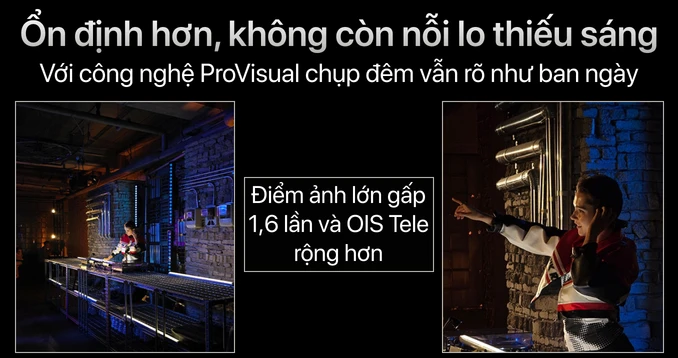 Ổn định hơn, không còn nỗi lo thiếu sáng
Với công nghệ ProVisual chụp đêm vẫn rõ như ban ngày
Điểm ảnh lớn gấp
1,6 lần và OIS Tele
rộng hơn